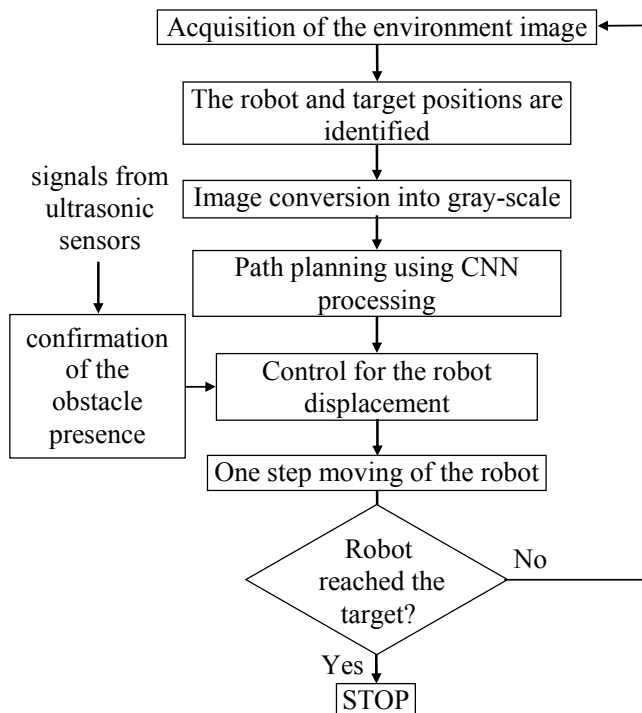 Acquisition of the environment image
The robot and target positions are
identified
signals from
ultrasonic
sensors
Image conversion into gray-scale
Path planning using CNN
processing
confirmation
of the
obstacle
presence
Control for the robot
displacement
One step moving of the robot
Robot
reached the
target?
No
Yes
STOP